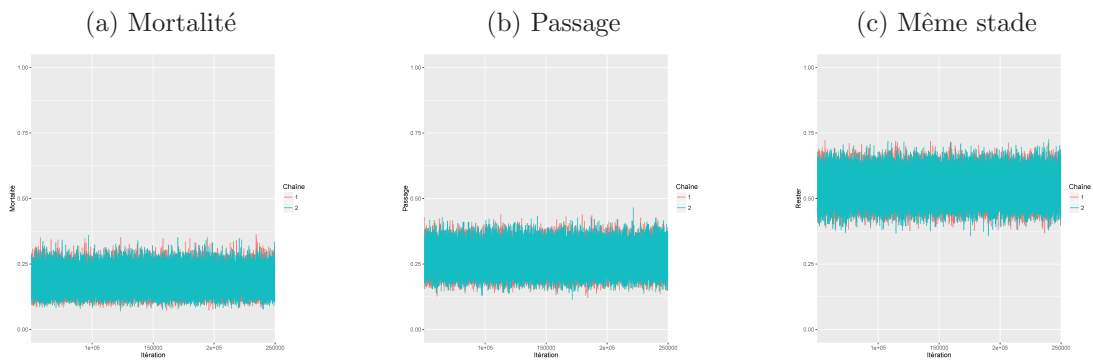 (a) Mortalité
(b) Passage
(c) Même stade
1.00
0.75
0.50
0.25
0.00
Mortalité
1e+05
150000
2e+05
250000
Itération
Chaîne
1
2
1.00
0.75
0.50
0.25
0.00
Passage
1e+05
150000
2e+05
250000
Itération
Chaîne
1
2
1.00
0.75
0.50
0.25
0.00
Rester
1e+05
150000
2e+05
250000
Itération
Chaîne
1
2